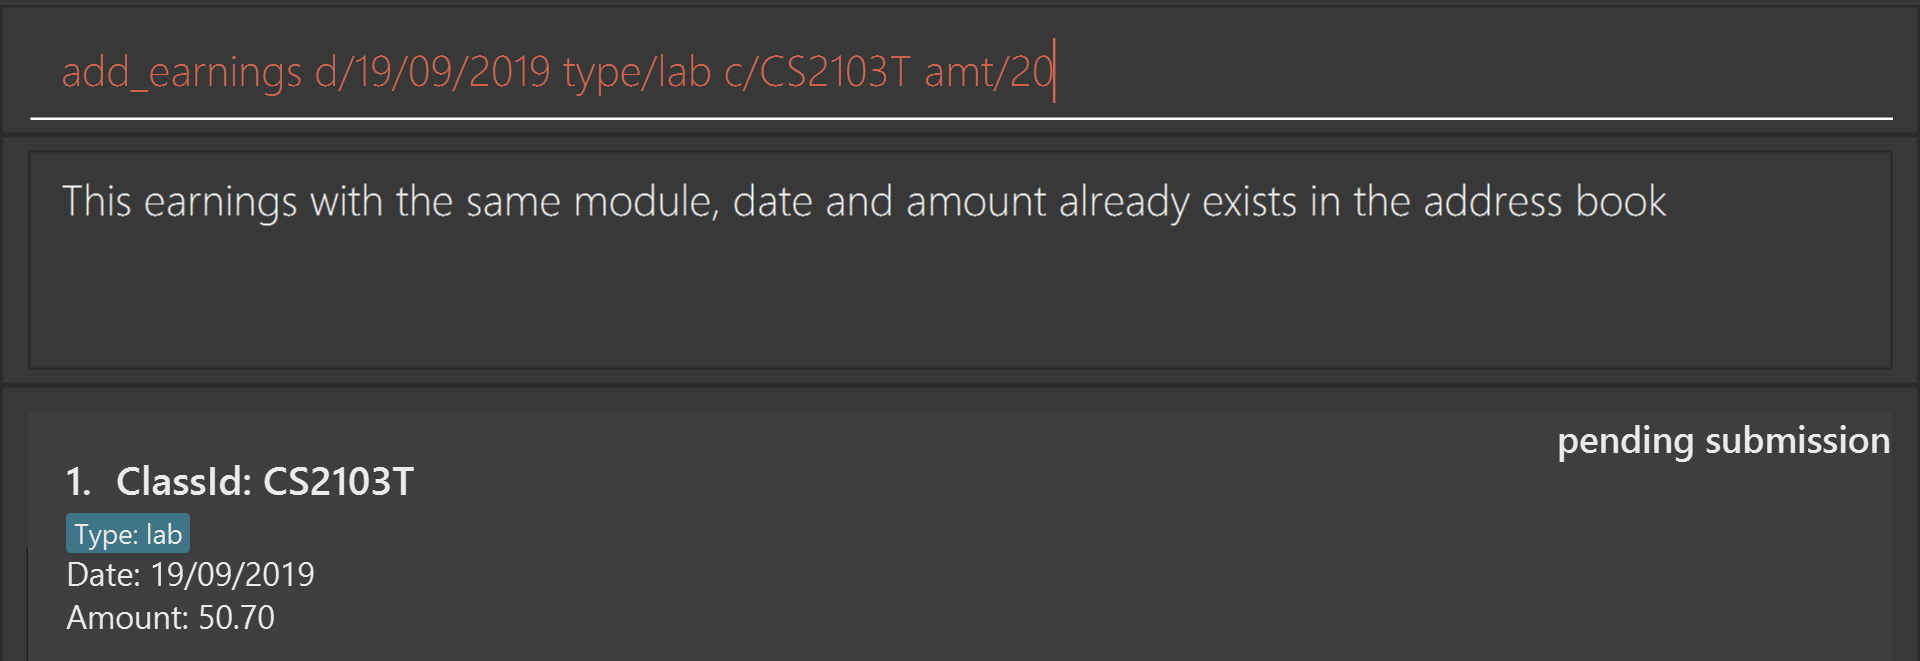 add_earnings d/19/09/2019 type/lab c/CS2103T amt/20
This earnings with the same module, date and amount already exists in the address book
pending submission
1. ClassId: CS2103T
Type: lab
Date: 19/09/2019
Amount: 50.70